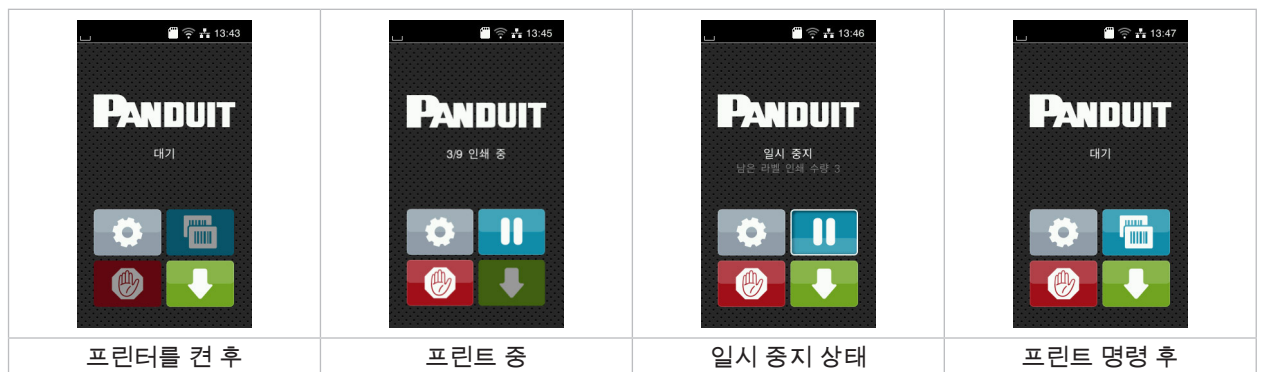 13:43
PANDUIT
대기
프린터를 켠 후
13:45
PANDUIT
3/9 인쇄 중
프린트 중
13:46
PANDUIT
일시 중지
남은 라벨 인쇄 수량 3
일시 중지 상태
13:47
PANDUIT
대기
프린트 명령 후